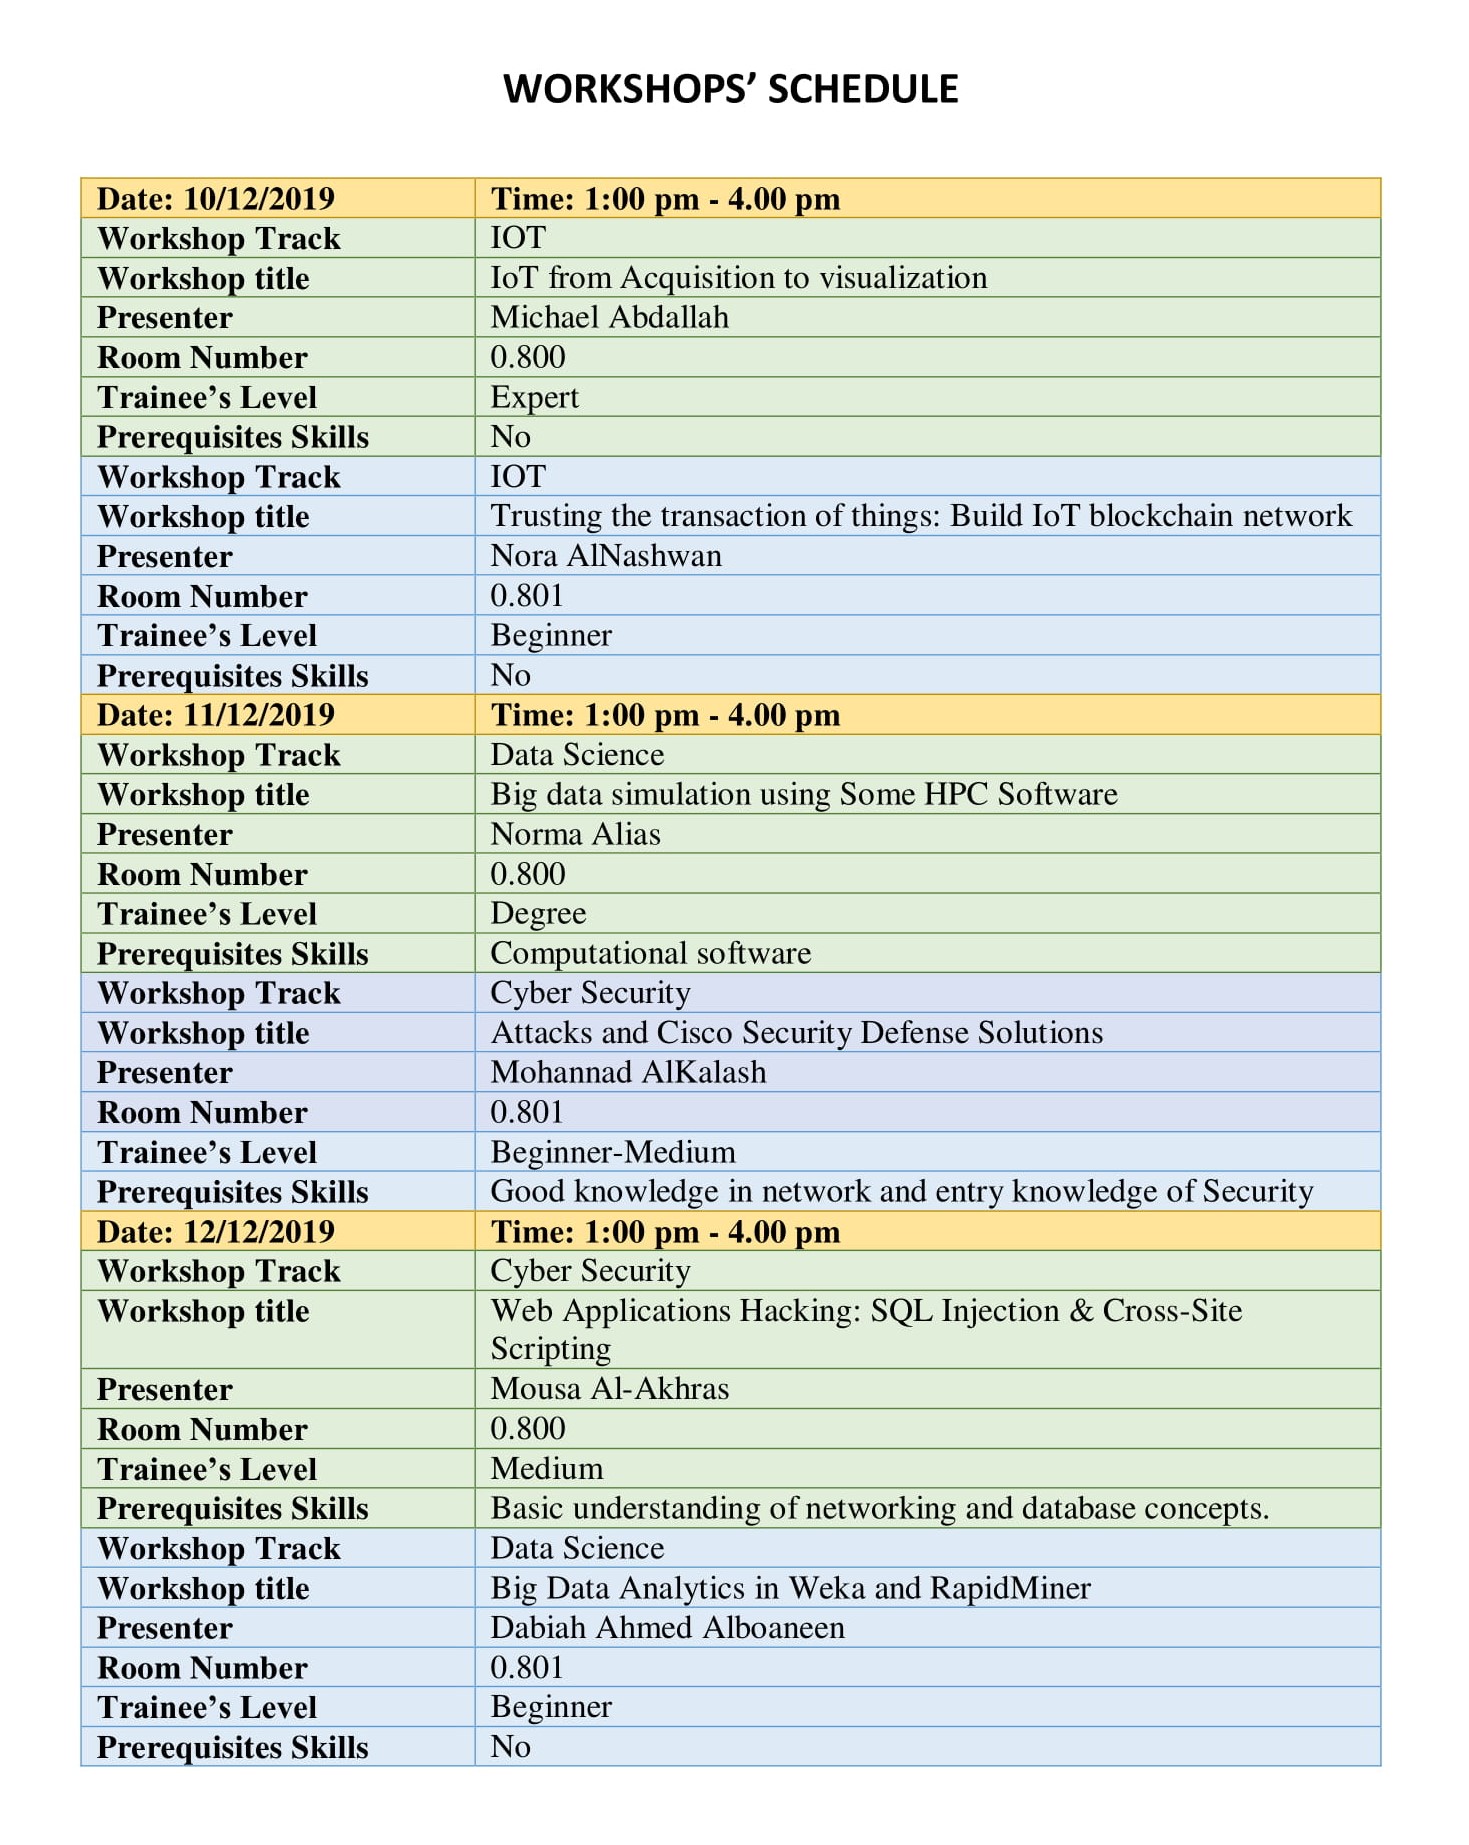 WORKSHOPS’ SCHEDULE
Date: 10/12/2019 Time: 1:00 pm - 4.00 pm
Workshop Track IOT
Workshop title IoT from Acquisition to visualization
Presenter Michael Abdallah
Room Number 0.800
Trainee’s Level Expert
Prerequisites Skills No
Workshop Track IOT
Workshop title Trusting the transaction of things: Build IoT blockchain network
Presenter Nora AlNashwan
Room Number 0.801
Trainee’s Level Beginner
Prerequisites Skills No
Date: 11/12/2019 Time: 1:00 pm - 4.00 pm
Workshop Track Data Science
Workshop title Big data simulation using Some HPC Software
Presenter Norma Alias
Room Number 0.800
Trainee’s Level Degree
Prerequisites Skills Computational software
Workshop Track Cyber Security
Workshop title Attacks and Cisco Security Defense Solutions
Presenter Mohannad AlKalash
Room Number 0.801
Trainee’s Level Beginner-Medium
Prerequisites Skills Good knowledge in network and entry knowledge of Security
Date: 12/12/2019 Time: 1:00 pm - 4.00 pm
Workshop Track Cyber Security
Workshop title Web Applications Hacking: SQL Injection & Cross-Site
Scripting
Presenter Mousa Al-Akhras
Room Number 0.800
Trainee’s Level Medium
Prerequisites Skills Basic understanding of networking and database concepts.
Workshop Track Data Science
Workshop title Big Data Analytics in Weka and RapidMiner
Presenter Dabiah Ahmed Alboaneen
Room Number 0.801
Trainee’s Level Beginner
Prerequisites Skills No